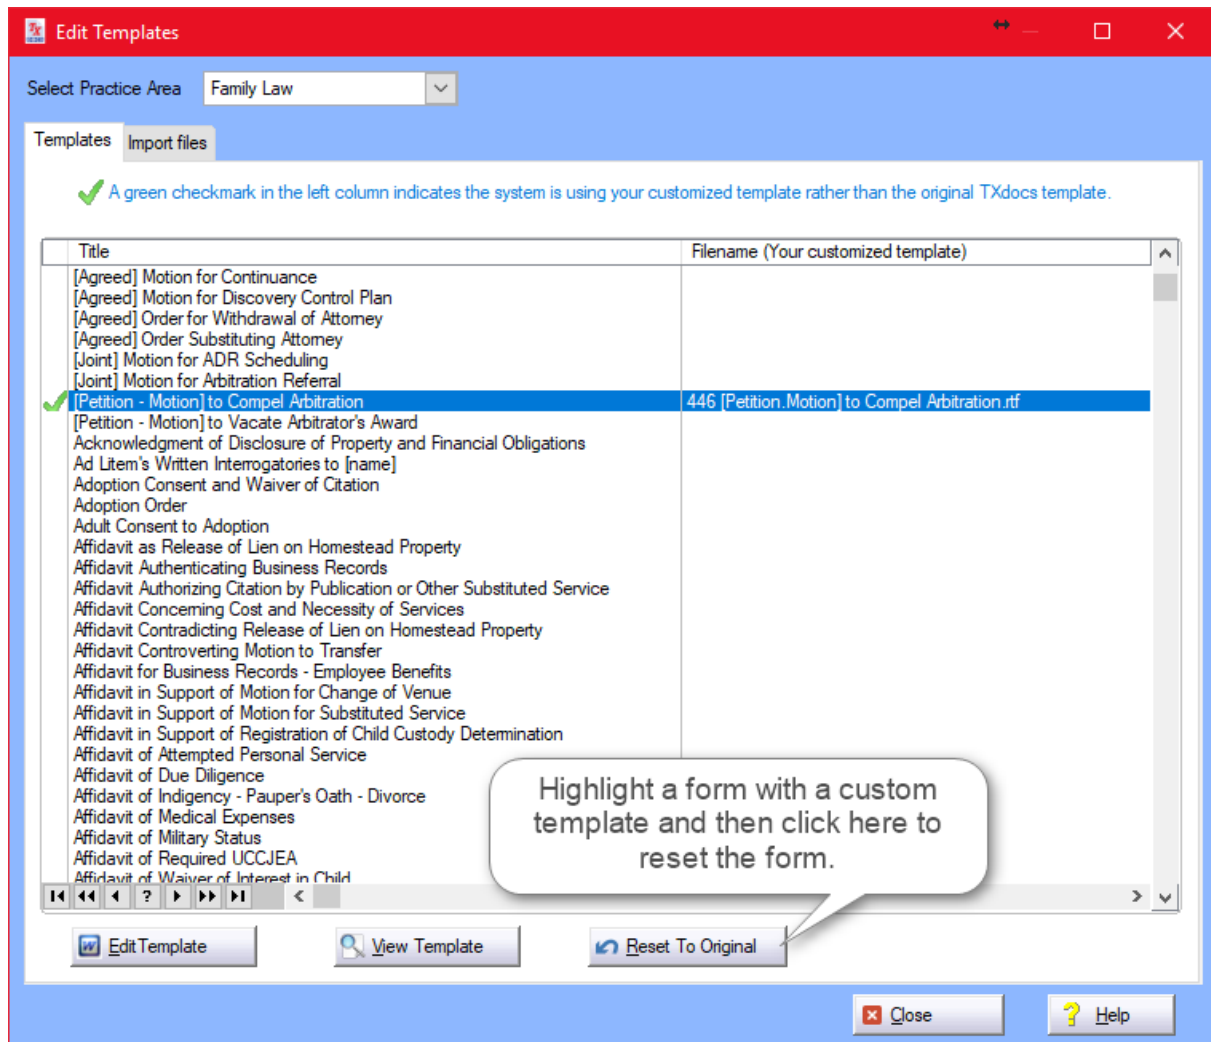 Edit Templates
Select Practice Area Family Law
Templates Import files
A green checkmark in the left column indicates the system is using your customized template rather than the original TXdocs template.
Title Filename (Your customized template)
[Agreed] Motion for Continuance
[Agreed] Motion for Discovery Control Plan
[Agreed] Order for Withdrawal of Attorney
[Agreed] Order Substituting Attorney
[Joint] Motion for ADR Scheduling
[Joint] Motion for Arbitration Referral
[Petition - Motion] to Compel Arbitration 446 [Petition.Motion] to Compel Arbitration.rtf
[Petition - Motion] to Vacate Arbitrator's Award
Acknowledgment of Disclosure of Property and Financial Obligations
Ad Litem's Written Interrogatories to [name]
Adoption Consent and Waiver of Citation
Adoption Order
Adult Consent to Adoption
Affidavit as Release of Lien on Homestead Property
Affidavit Authenticating Business Records
Affidavit Authorizing Citation by Publication or Other Substituted Service
Affidavit Concerning Cost and Necessity of Services
Affidavit Contradicting Release of Lien on Homestead Property
Affidavit Controverting Motion to Transfer
Affidavit for Business Records - Employee Benefits
Affidavit in Support of Motion for Change of Venue
Affidavit in Support of Motion for Substituted Service
Affidavit in Support of Registration of Child Custody Determination
Affidavit of Attempted Personal Service
Affidavit of Due Diligence
Affidavit of Indigency - Pauper's Oath - Divorce
Affidavit of Medical Expenses
Affidavit of Military Status
Affidavit of Required UCCJEA
Affidavit of Waiver of Interest in Child
Highlight a form with a custom
template and then click here to
reset the form.
Edit Template View Template Reset To Original
Close Help